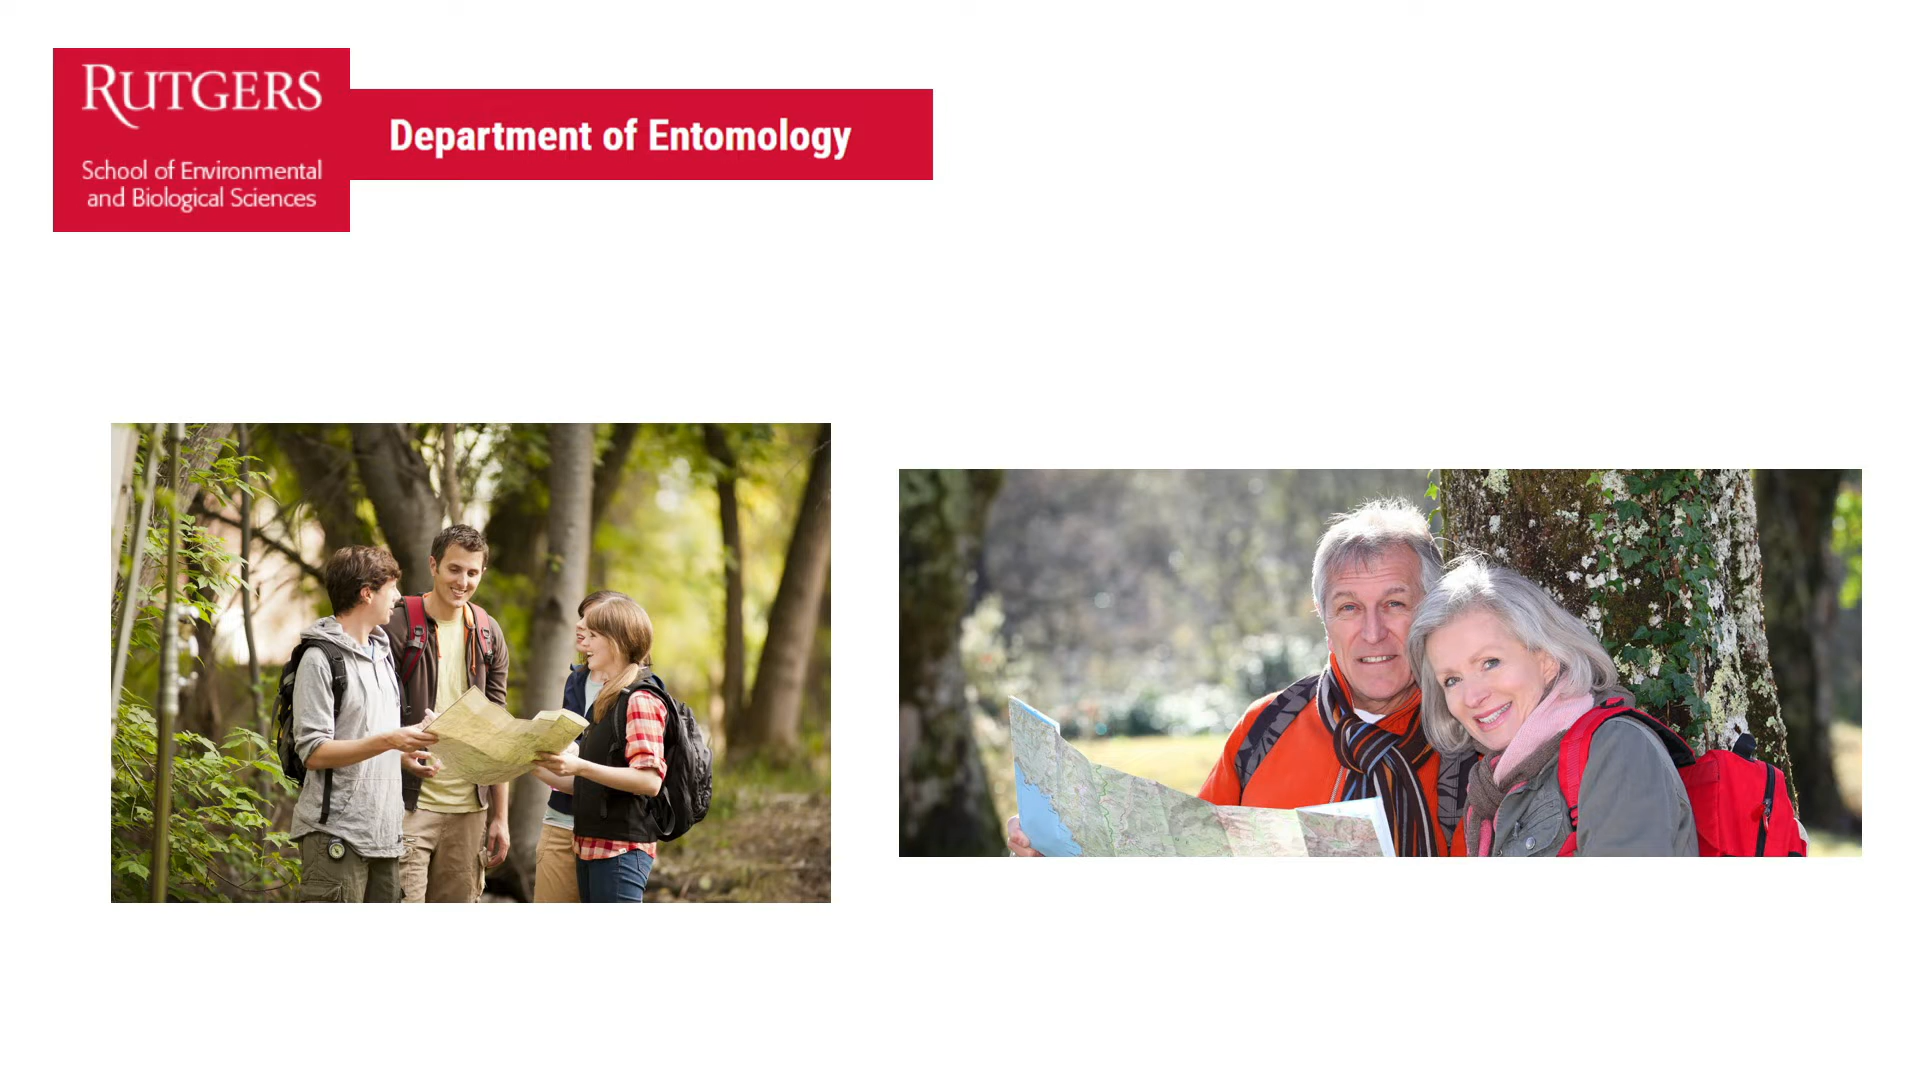 RUTGERS
School of Environmental
and Biological Sciences
Department of Entomology